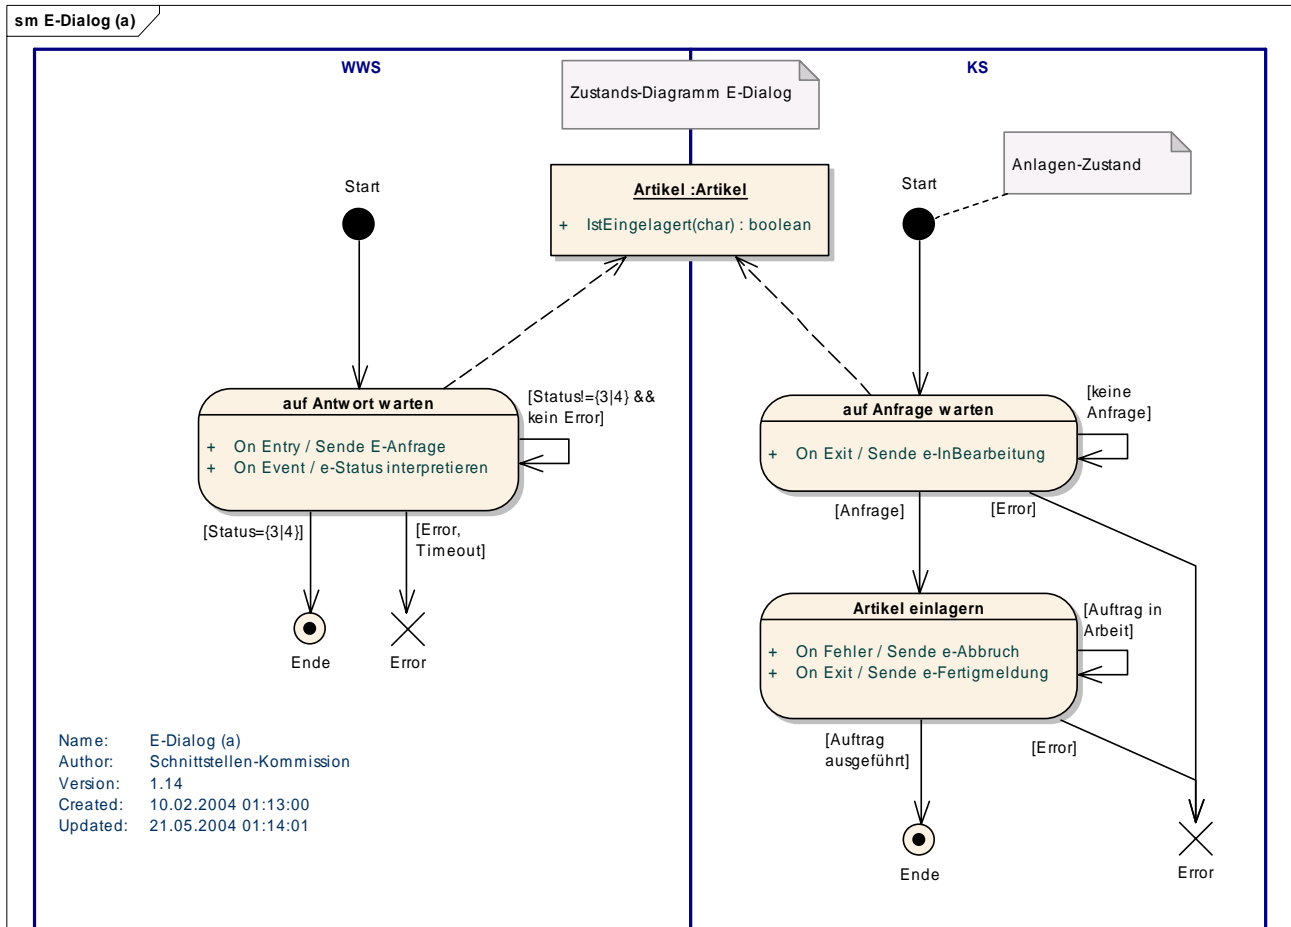 sm E-Dialog (a)
WWS
KS
Zustands-Diagramm E-Dialog
Anlagen-Zustand
Start
Artikel :Artikel
+ IstEingelagert(char) : boolean
Start
auf Antwort warten
+ On Entry / Sende E-Anfrage
+ On Event / e-Status interpretieren
[Status!={3|4} &&
kein Error]
[Status={3|4}]
[Error,
Timeout]
Ende
Error
auf Anfrage warten
+ On Exit / Sende e-InBearbeitung
[keine
Anfrage]
[Anfrage]
[Error]
Artikel einlagern
+ On Fehler / Sende e-Abbruch
+ On Exit / Sende e-Fertigmeldung
[Auftrag in
Arbeit]
[Auftrag
ausgeführt]
[Error]
Ende
Error
Name: E-Dialog (a)
Author: Schnittstellen-Kommission
Version: 1.14
Created: 10.02.2004 01:13:00
Updated: 21.05.2004 01:14:01